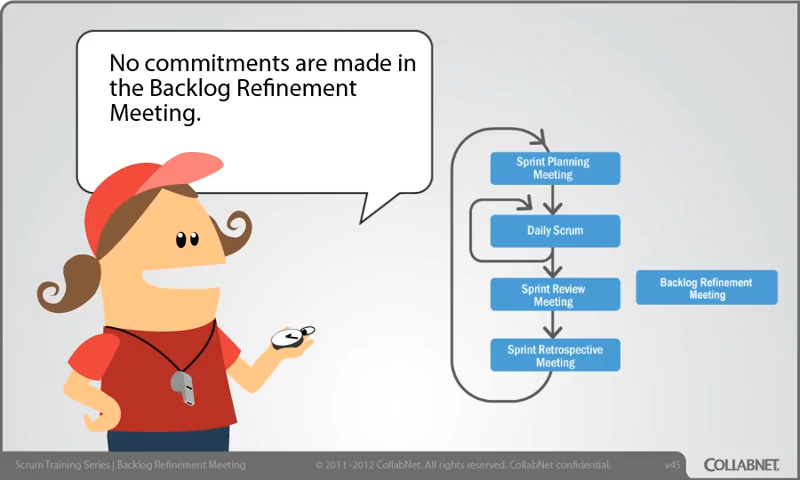 No commitments are made in
the Backlog Refinement
Meeting.
Sprint Planning
Meeting
Daily Scrum
Sprint Review
Meeting
Backlog Refinement
Meeting
Sprint Retrospective
Meeting
Scrum Training Series | Backlog Refinement Meeting
© 2011 -2012 CollabNet. All rights reserved. CollabNet confidential.
v45
COLLABNET.